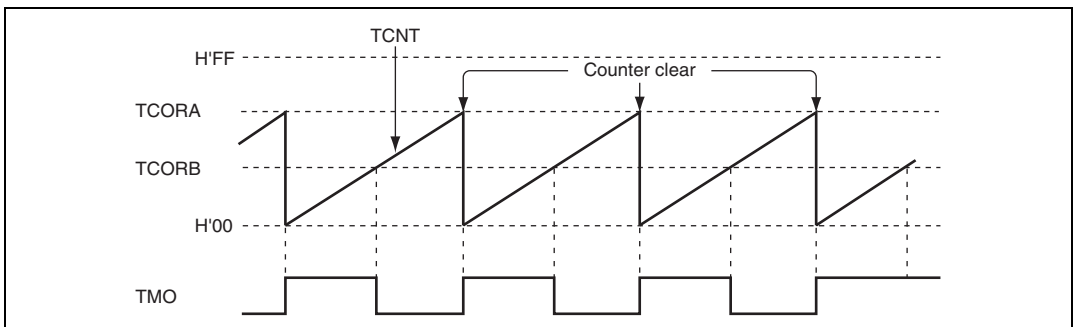 TCNT
H'FF
Counter clear
TCORA
TCORB
H'00
TMO